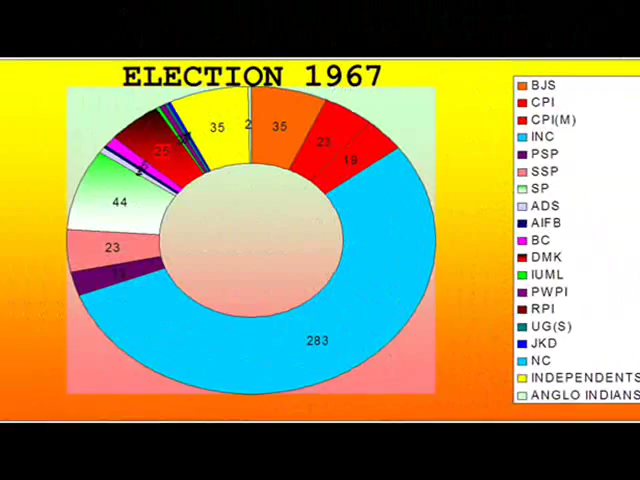 ELECTION 1967
35
2
35
23
19
25
44
23
283
BJS
CPI
CPI(M)
INC
PSP
SSP
SP
ADS
AIFB
BC
DMK
IUML
PWPI
RPI
UG(S)
JKD
NC
INDEPENDENTS
ANGLO INDIANS